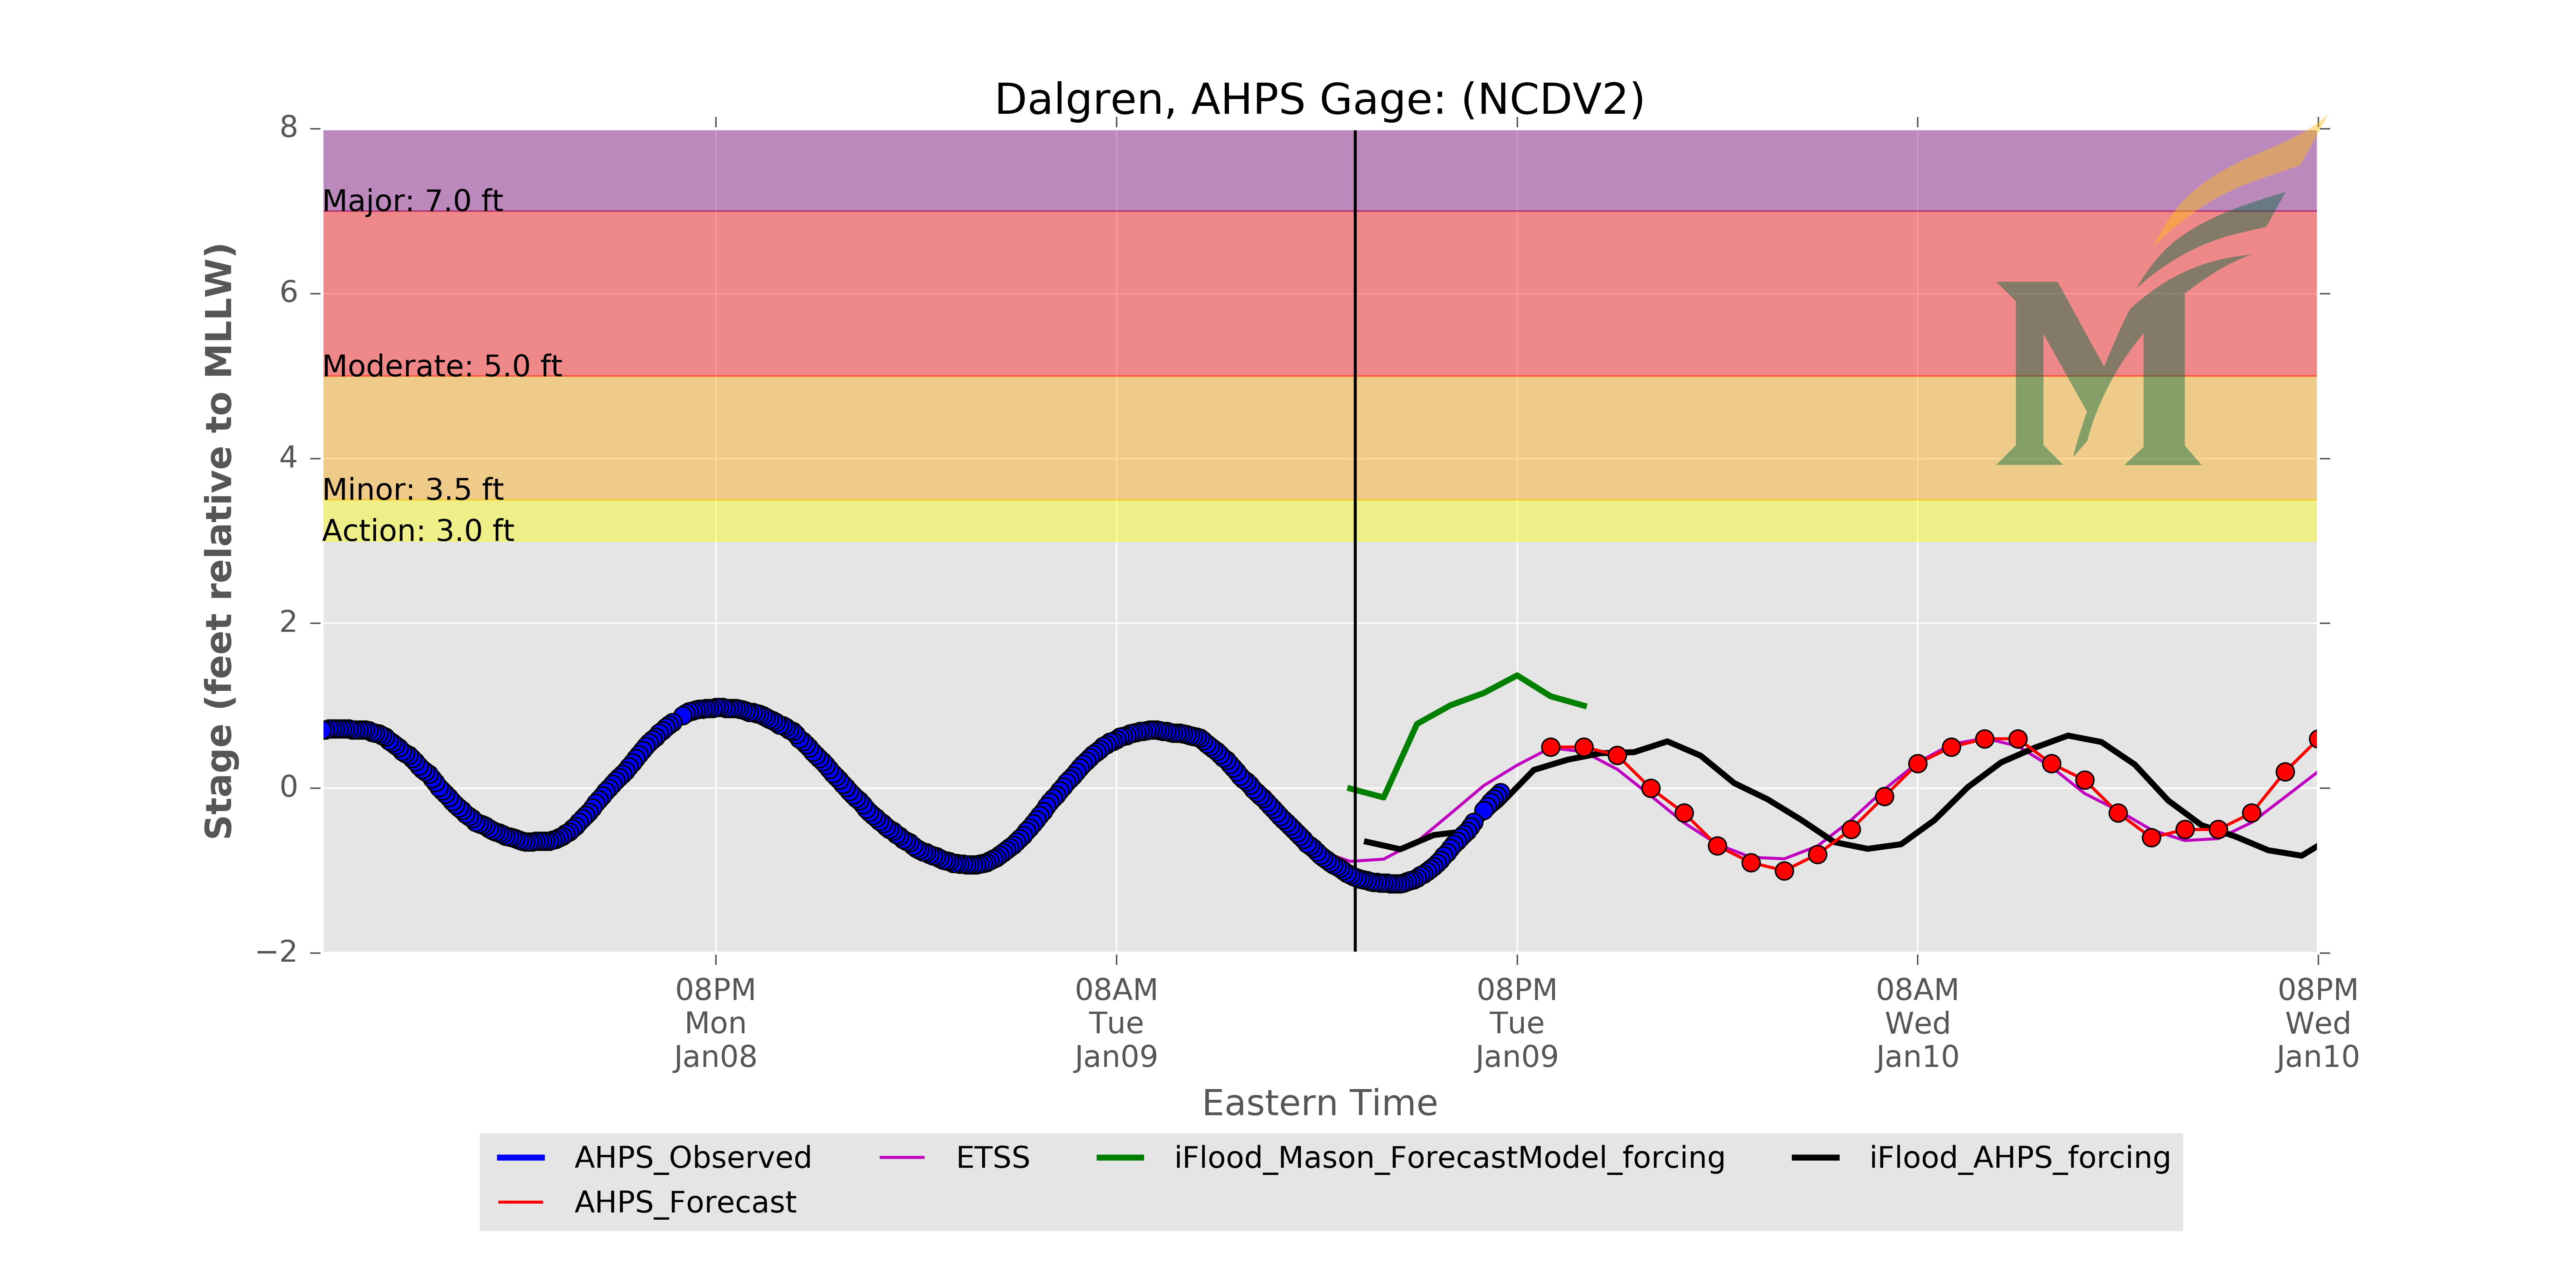 Dalgren, AHPS Gage: (NCDV2)
8
Major: 7.0 ft
6
Moderate: 5.0 ft
4
Minor: 3.5 ft
Action: 3.0 ft
2
0
−2
Stage (feet relative to MLLW)
08PM
Mon
Jan08
08AM
Tue
Jan09
08PM
Tue
Jan09
08AM
Wed
Jan10
08PM
Wed
Jan10
Eastern Time
AHPS_Observed
AHPS_Forecast
ETSS
iFlood_Mason_ForecastModel_forcing
iFlood_AHPS_forcing
M